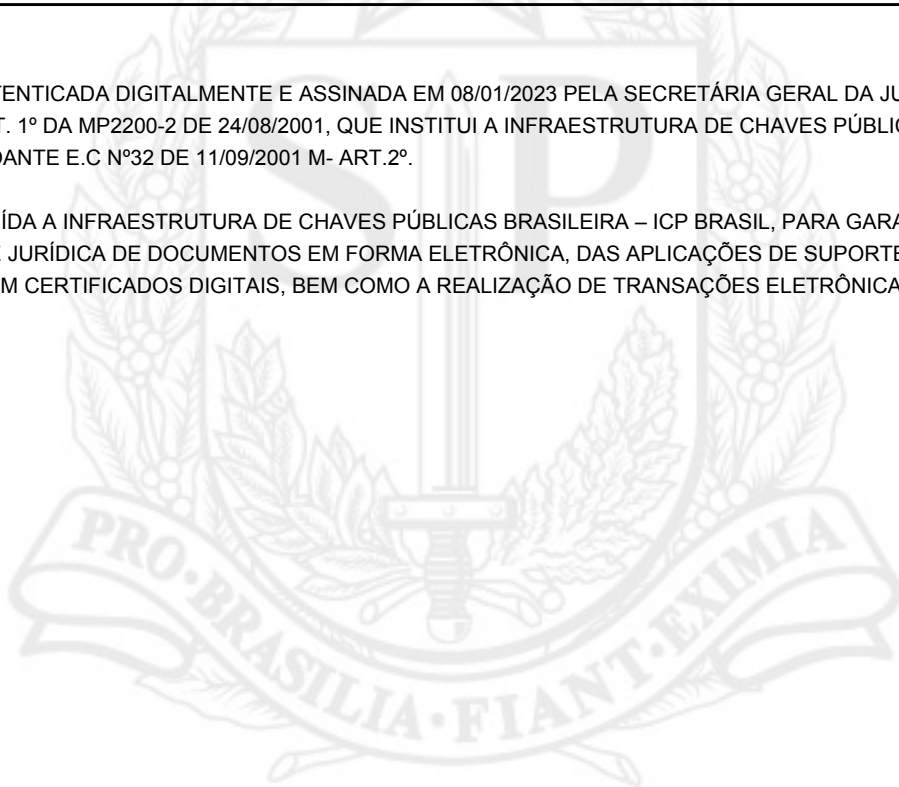 TENTICADA DIGITALMENTE E ASSINADA EM 08/01/2023 PELA SECRETÁRIA GERAL DA JU
T. 1º DA MP2200-2 DE 24/08/2001, QUE INSTITUI A INFRAESTRUTURA DE CHAVES PÚBLIC
DANTE E.C Nº32 DE 11/09/2001 M- ART.2º.
ÍDA A INFRAESTRUTURA DE CHAVES PÚBLICAS BRASILEIRA – ICP BRASIL, PARA GARA
E JURÍDICA DE DOCUMENTOS EM FORMA ELETRÔNICA, DAS APLICAÇÕES DE SUPORTE
M CERTIFICADOS DIGITAIS, BEM COMO A REALIZAÇÃO DE TRANSAÇÕES ELETRÔNICA
SP
PRO·BRASILIA·FIANT·EXIMIA